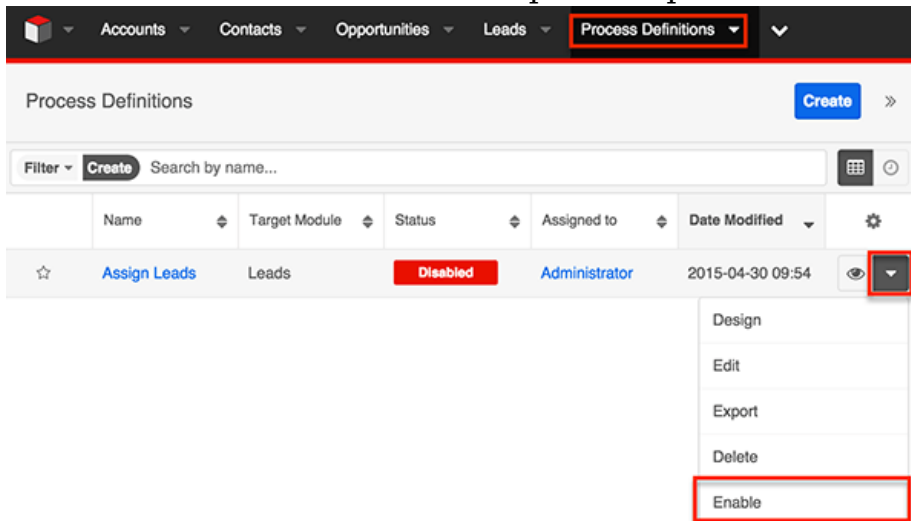 Accounts Contacts Opportunities Leads Process Definitions
Process Definitions Create
Filter Create Search by name...
Name Target Module Status Assigned to Date Modified
Assign Leads Leads Disabled Administrator 2015-04-30 09:54
Design
Edit
Export
Delete
Enable